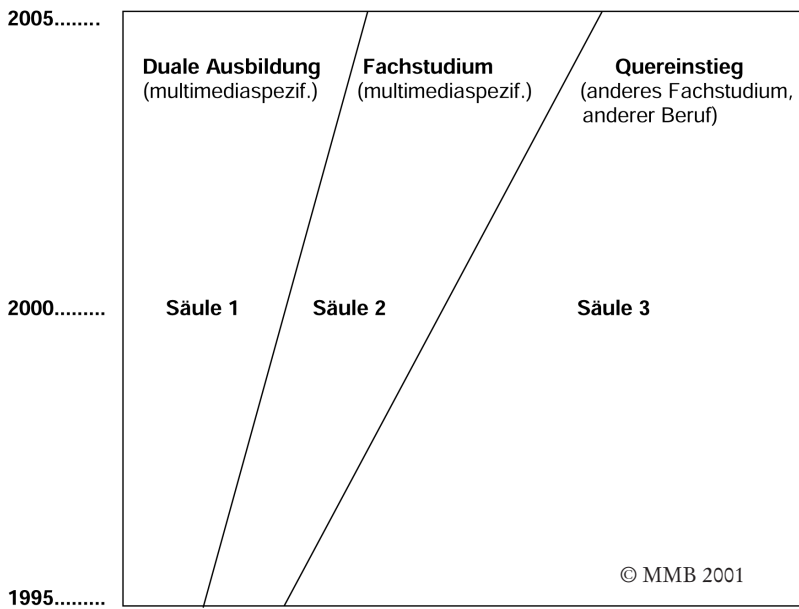 2005........
Duale Ausbildung
(multimediaspezif.)
Fachstudium
(multimediaspezif.)
Quereinstieg
(anderes Fachstudium,
anderer Beruf)
2000.........
Säule 1
Säule 2
Säule 3
© MMB 2001
1995.........